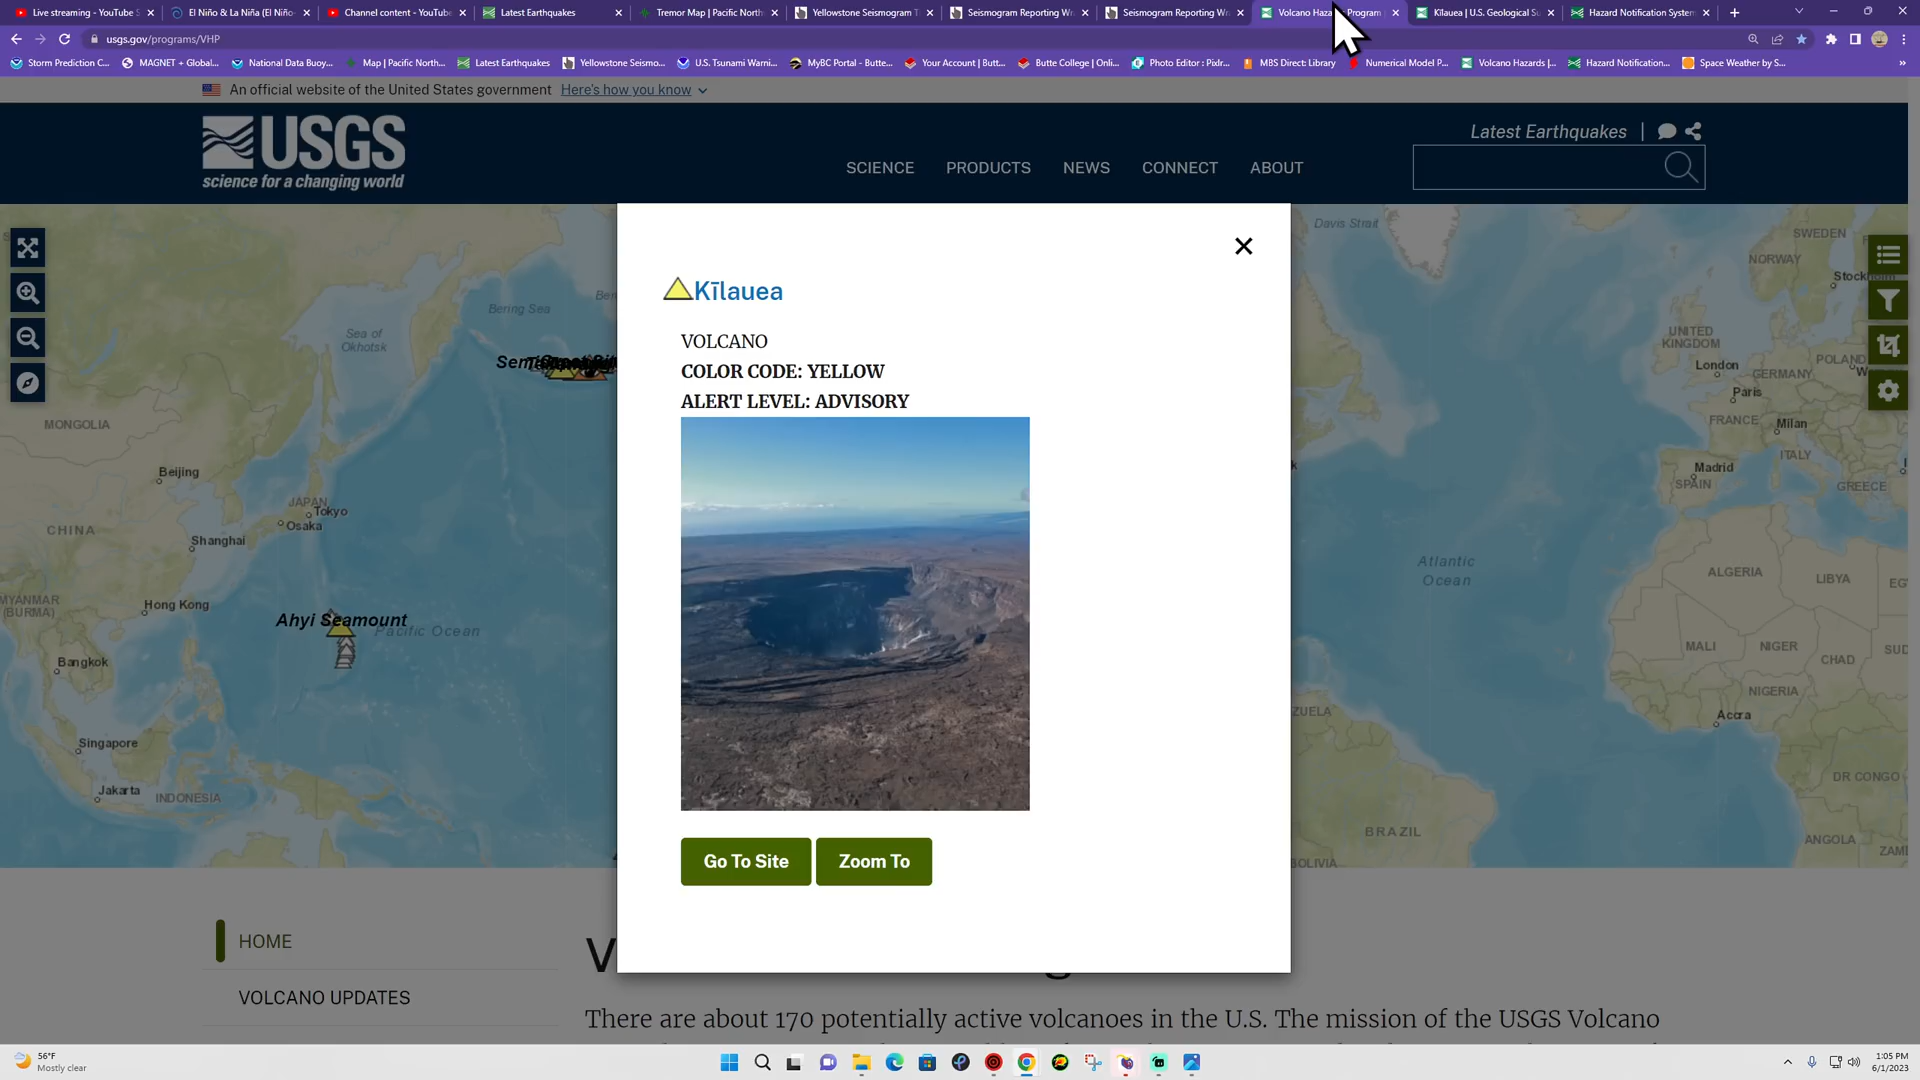 Live streaming - YouTube S
El Niño & La Niña (El Niño
Channel content - YouTube
Latest Earthquakes
Tremor Map | Pacific North
Yellowstone Seismogram T
Seismogram Reporting Wr
Seismogram Reporting Wr
Volcano Haz Program
Kīlauea | U.S. Geological Su
Hazard Notification System
usgs.gov/programs/VHP
Storm Prediction C...
MAGNET + Global...
National Data Buoy...
Map | Pacific North...
Latest Earthquakes
Yellowstone Seismo...
U.S. Tsunami Warni...
MyBC Portal - Butte...
Your Account | Butt...
Butte College | Onli...
Photo Editor : Pixlr...
MBS Direct: Library
Numerical Model P...
Volcano Hazards |...
Hazard Notification...
Space Weather by S...
An official website of the United States government Here's how you know
USGS
science for a changing world
Latest Earthquakes |
SCIENCE PRODUCTS NEWS CONNECT ABOUT
Kīlauea
VOLCANO
COLOR CODE: YELLOW
ALERT LEVEL: ADVISORY
Go To Site
Zoom To
Bering Sea
Sea of
Okhotsk
MONGOLIA
Beijing
JAPAN
Tokyo
Osaka
CHINA
Shanghai
Hong Kong
MYANMAR
(BURMA)
Ahyi Seamount
Pacific Ocean
Bangkok
Singapore
Jakarta
INDONESIA
Davis Strait
SWEDEN
NORWAY
UNITED
KINGDOM
London
POLAND
GERMANY
Paris
FRANCE
Milan
ITALY
Madrid
SPAIN
GREECE
Atlantic
Ocean
ALGERIA
LIBYA
EG
MALI
NIGER
CHAD
SUD
NIGERIA
ZUELA
Accra
DR CONGO
BRAZIL
ANGOLA
ZAM
BOLIVIA
HOME
VOLCANO UPDATES
There are about 170 potentially active volcanoes in the U.S. The mission of the USGS Volcano
56°F
Mostly clear
1:05 PM
6/1/2023